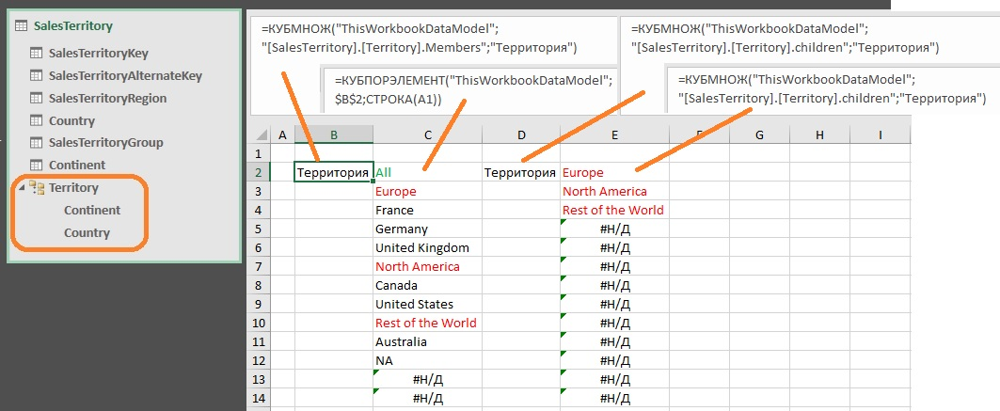 SalesTerritory
SalesTerritoryKey
SalesTerritoryAlternateKey
SalesTerritoryRegion
Country
SalesTerritoryGroup
Continent
Territory
Continent
Country
=КУБМНОЖ("ThisWorkbookDataModel";
"[SalesTerritory].[Territory].Members";"Территория")
=КУБПОРЭЛЕМЕНТ("ThisWorkbookDataModel";
$B$2;СТРОКА(A1))
=КУБМНОЖ("ThisWorkbookDataModel";
"[SalesTerritory].[Territory].children";"Территория")
=КУБМНОЖ("ThisWorkbookDataModel";
"[SalesTerritory].[Territory].children";"Территория")
A B C D E F G H I
1
2 Территория All Территория Europe
3 Europe North America
4 France Rest of the World
5 Germany #Н/Д
6 United Kingdom #Н/Д
7 North America #Н/Д
8 Canada #Н/Д
9 United States #Н/Д
10 Rest of the World #Н/Д
11 Australia #Н/Д
12 NA #Н/Д
13 #Н/Д #Н/Д
14 #Н/Д #Н/Д